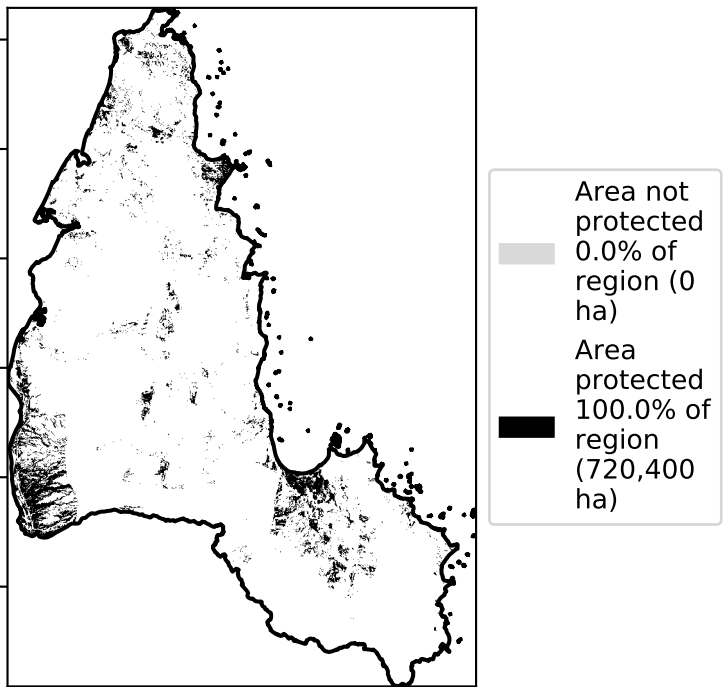 Area not
protected
0.0% of
region (0
ha)
Area
protected
100.0% of
region
(720,400
ha)